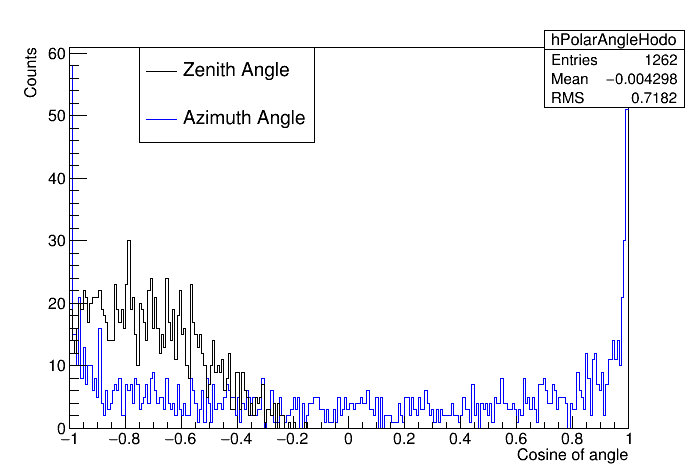 hPolarAngleHodo
Entries 1262
Mean −0.004298
RMS 0.7182
Zenith Angle
Azimuth Angle
Counts
60
50
40
30
20
10
0
−1 −0.8 −0.6 −0.4 −0.2 0 0.2 0.4 0.6 0.8 1
Cosine of angle